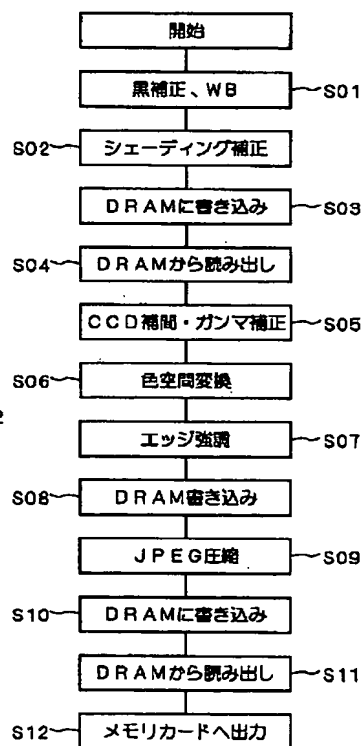 開始
黒補正、WB
S01
S02
シェーディング補正
DRAMに書き込み
S03
S04
DRAMから読み出し
CCD補間・ガンマ補正
S05
S06
色空間変換
2
エッジ強調
S07
S08
DRAM書き込み
JPEG圧縮
S09
S10
DRAMに書き込み
DRAMから読み出し
S11
S12
メモリカードへ出力